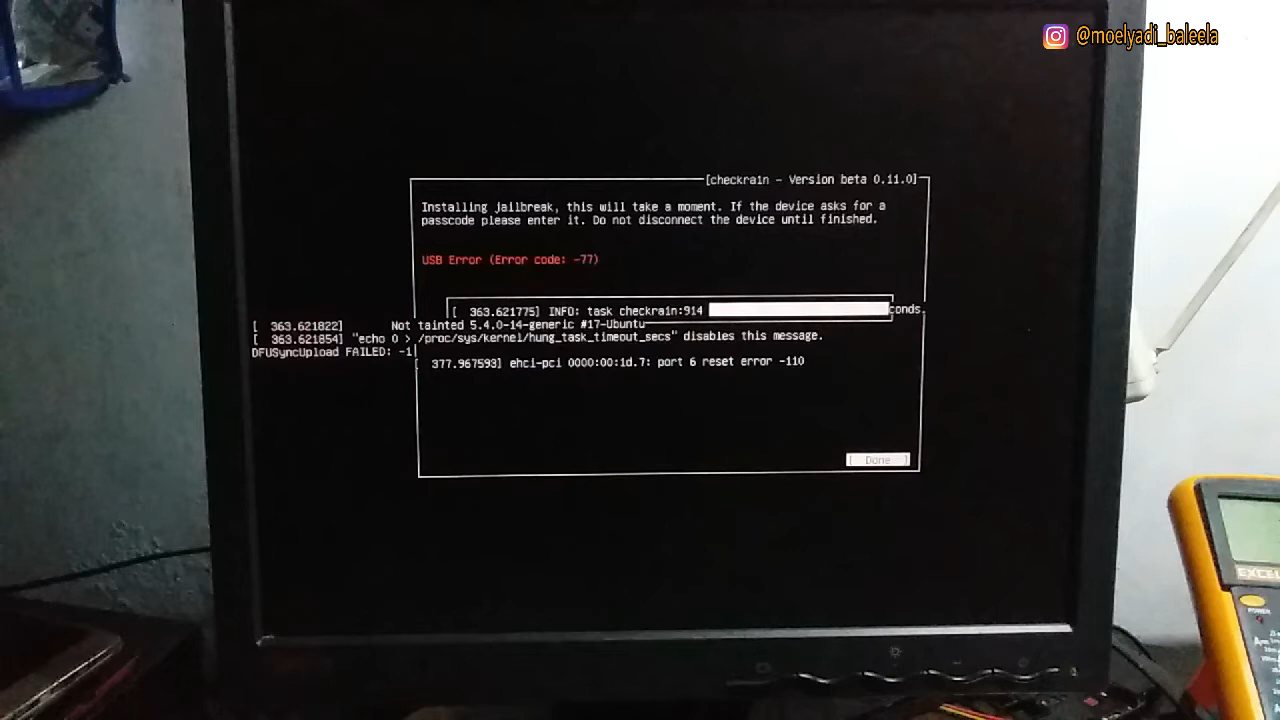 @moelyadi_baleela
[checkra1n - Version beta 0.11.0]
Installing jailbreak, this will take a moment. If the device asks for a
passcode please enter it. Do not disconnect the device until finished.
USB Error (Error code: -77)
[ 363.621775] INFO: task checkra1n:914 conds.
[ 363.621822] Not tainted 5.4.0-14-generic #17-Ubuntu
[ 363.621854] "echo 0 > /proc/sys/kernel/hung_task_timeout_secs" disables this message.
DFUSyncUpload FAILED: -1
[ 377.967593] ehci-pci 0000:00:1d.7: port 6 reset error -110
[ Done ]
EXCEL
POWER